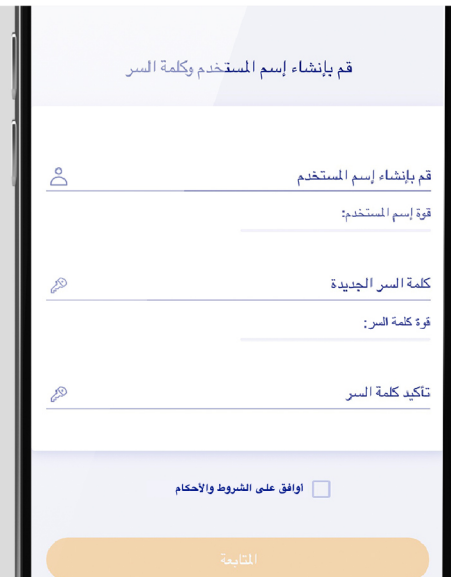 قم بإنشاء إسم المستخدم وكلمة السر
قم بإنشاء إسم المستخدم
قوة إسم المستخدم:
كلمة السر الجديدة
قوة كلمة السر:
تأكيد كلمة السر
أوافق على الشروط والأحكام
المتابعة